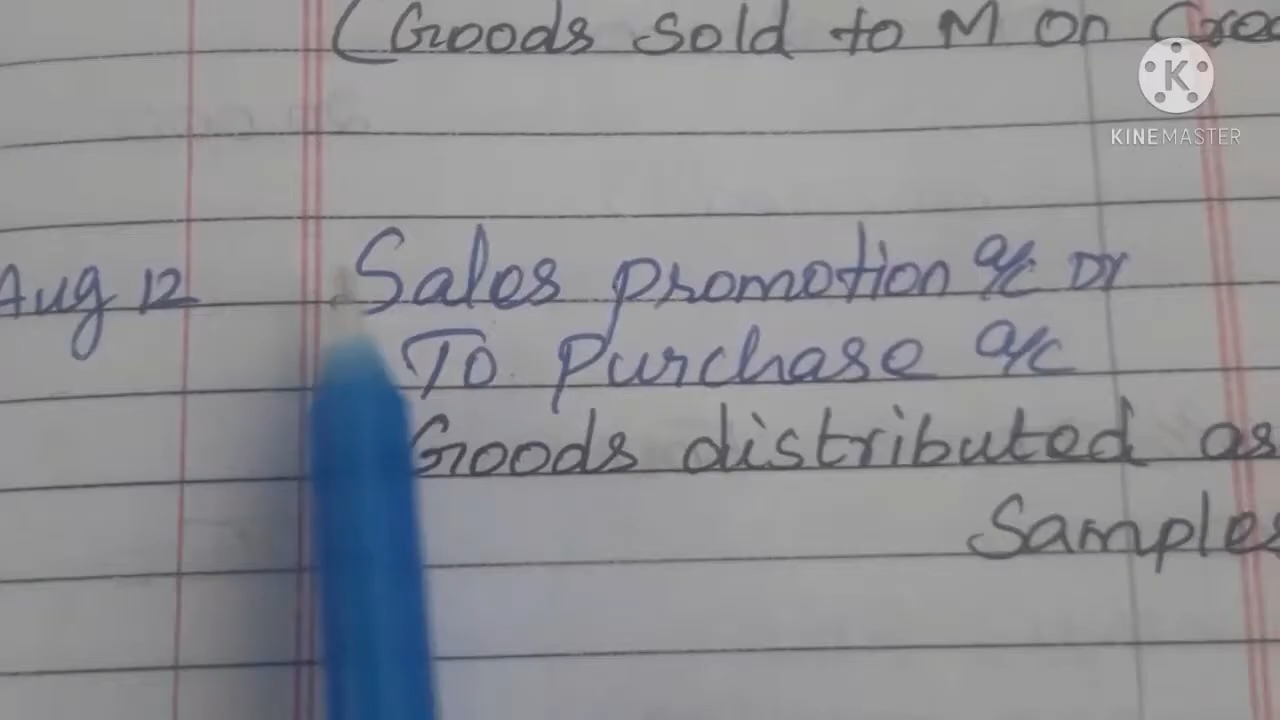 (Goods sold to M on
KINEMASTER
Aug 12 Sales promotion a/c Dr
To Purchase a/c
Goods distributed as
Samples